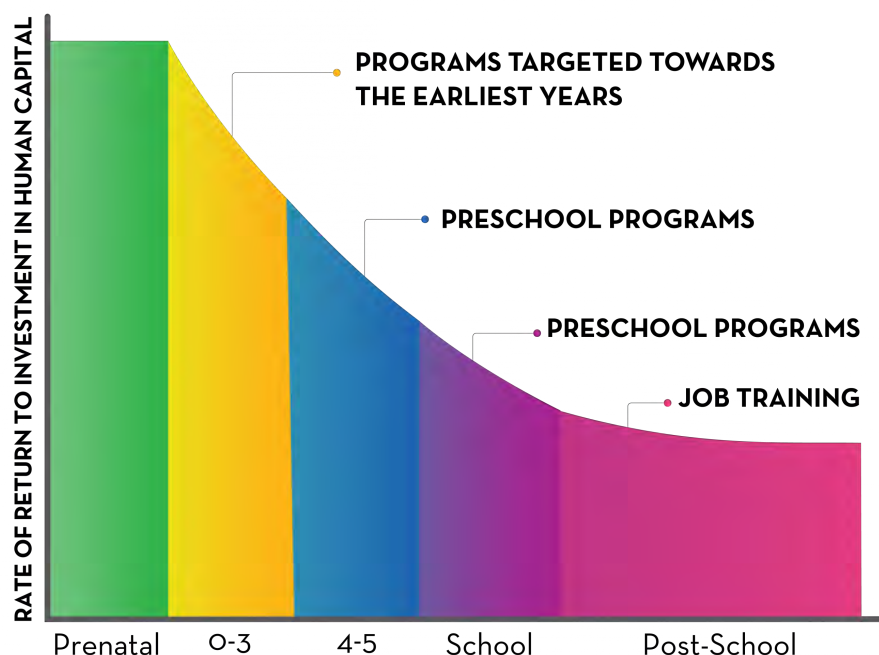 RATE OF RETURN TO INVESTMENT IN HUMAN CAPITAL
PROGRAMS TARGETED TOWARDS
THE EARLIEST YEARS
PRESCHOOL PROGRAMS
PRESCHOOL PROGRAMS
JOB TRAINING
Prenatal
0-3
4-5
School
Post-School